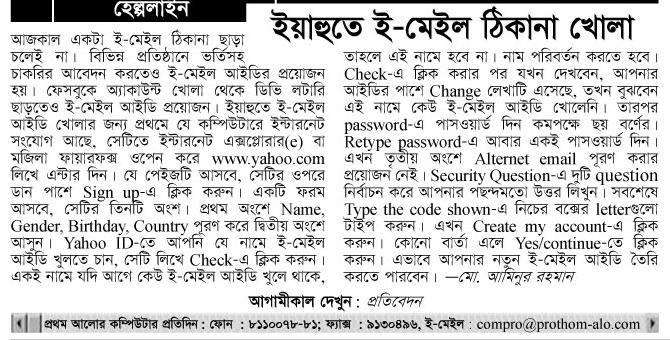 হেল্পলাইন
ইয়াহুতে ই-মেইল ঠিকানা খোলা
আজকাল একটা ই-মেইল ঠিকানা ছাড়া
চলেই না। বিভিন্ন প্রতিষ্ঠানে ভর্তিসহ
চাকরির আবেদন করতেও ই-মেইল আইডির প্রয়োজন
হয়। ফেসবুকে অ্যাকাউন্ট খোলা থেকে ডিভি লটারি
ছাড়তেও ই-মেইল আইডি প্রয়োজন। ইয়াহুতে ই-মেইল
আইডি খোলার জন্য প্রথমে যে কম্পিউটারে ইন্টারনেট
সংযোগ আছে, সেটিতে ইন্টারনেট এক্সপ্লোরার(e) বা
মজিলা ফায়ারফক্স ওপেন করে www.yahoo.com
লিখে এন্টার দিন। যে পেইজটি আসবে, সেটির ওপরে
ডান পাশে Sign up-এ ক্লিক করুন। একটি ফরম
আসবে, সেটির তিনটি অংশ। প্রথম অংশে Name,
Gender, Birthday, Country পূরণ করে দ্বিতীয় অংশে
আসুন। Yahoo ID-তে আপনি যে নামে ই-মেইল
আইডি খুলতে চান, সেটি লিখে Check-এ ক্লিক করুন।
একই নামে যদি আগে কেউ ই-মেইল আইডি খুলে থাকে,
তাহলে এই নামে হবে না। নাম পরিবর্তন করতে হবে।
Check-এ ক্লিক করার পর যখন দেখবেন, আপনার
আইডির পাশে Change লেখাটি এসেছে, তখন বুঝবেন
এই নামে কেউ ই-মেইল আইডি খোলেনি। তারপর
password-এ পাসওয়ার্ড দিন কমপক্ষে ছয় বর্ণের।
Retype password-এ আবার একই পাসওয়ার্ড দিন।
এখন তৃতীয় অংশে Alternet email পূরণ করার
প্রয়োজন নেই। Security Question-এ দুটি question
নির্বাচন করে আপনার পছন্দমতো উত্তর লিখুন। সবশেষে
Type the code shown-এ নিচের বক্সের letterগুলো
টাইপ করুন। এখন Create my account-এ ক্লিক
করুন। কোনো বার্তা এলে Yes/continue-তে ক্লিক
করুন। এভাবে আপনার নতুন ই-মেইল আইডি তৈরি
করতে পারবেন। —মো. আমিনুর রহমান
আগামীকাল দেখুন : প্রতিবেদন
প্রথম আলোর কম্পিউটার প্রতিদিন : ফোন : ৮১১০০৭৮-৮১; ফ্যাক্স : ৯১৩০৪৯৬, ই-মেইল : compro@prothom-alo.com